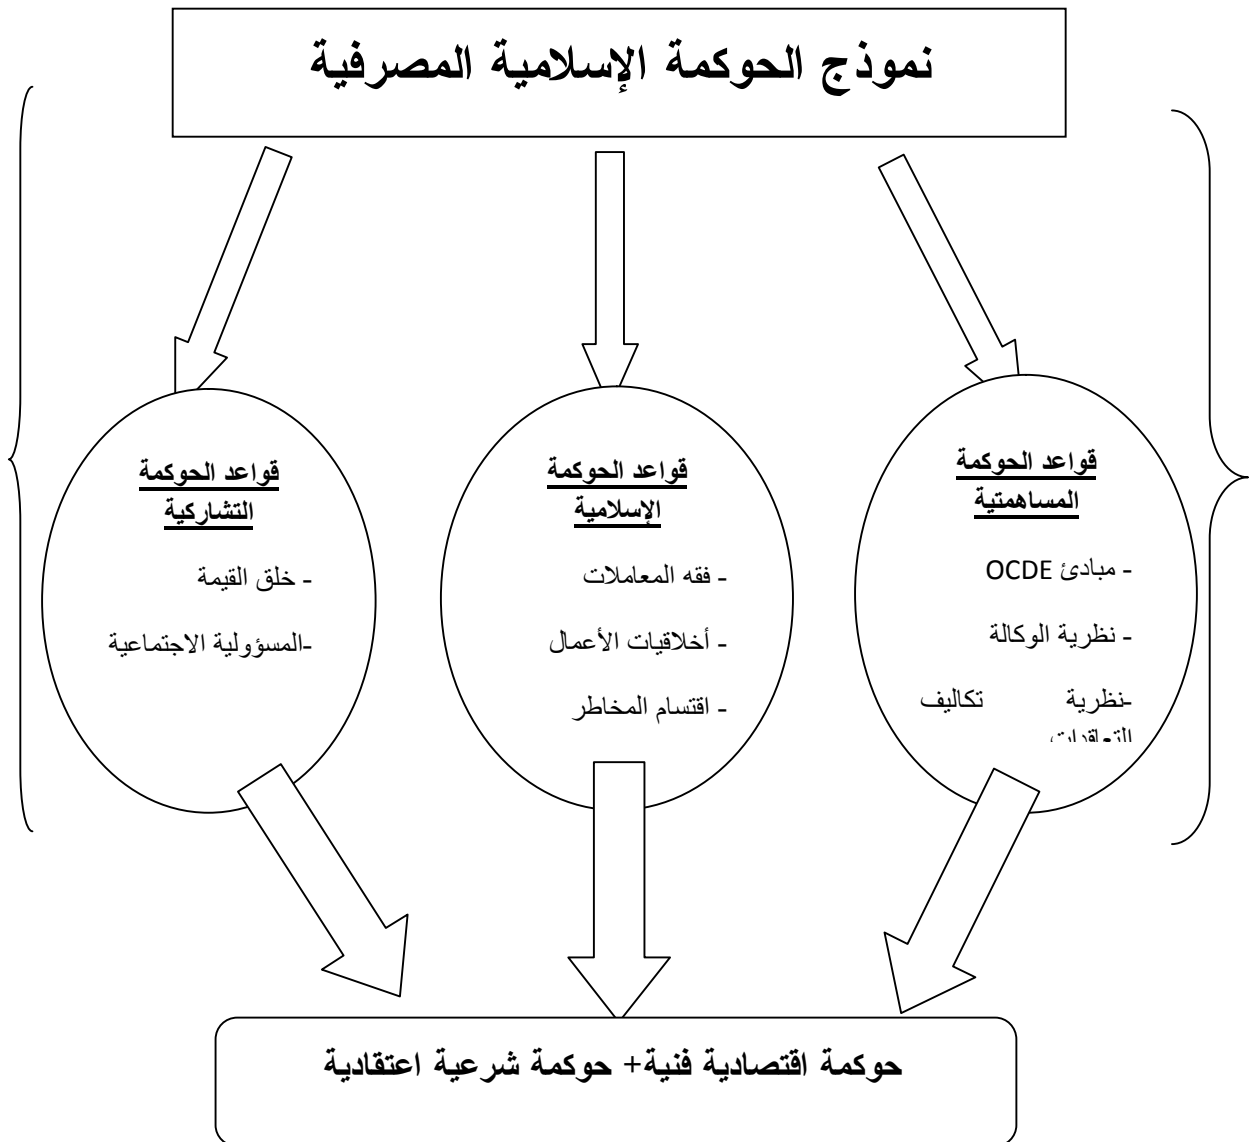 نموذج الحوكمة الإسلامية المصرفية
قواعد الحوكمة
المساهمتية
- مبادئ OCDE
- نظرية الوكالة
-نظرية تكاليف
قواعد الحوكمة
الإسلامية
- فقه المعاملات
- أخلاقيات الأعمال
- اقتسام المخاطر
قواعد الحوكمة
التشاركية
- خلق القيمة
-المسؤولية الاجتماعية
حوكمة اقتصادية فنية+ حوكمة شرعية اعتقادية